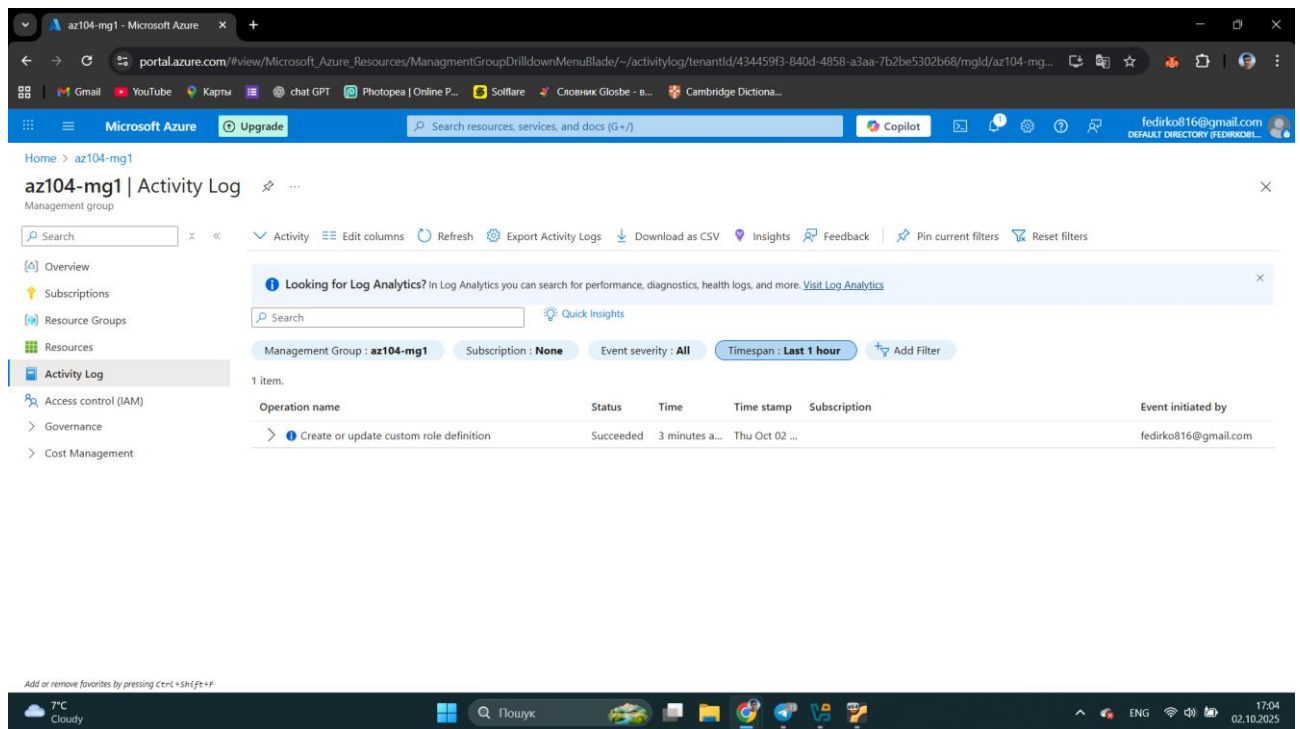 az104-mg1 - Microsoft Azure
portal.azure.com/#view/Microsoft_Azure_Resources/ManagmentGroupDrilldownMenuBlade/~/activitylog/tenantId/434459f3-840d-4858-a3aa-7b2be5302b68/mgId/az104-mg...
Gmail YouTube Карты chat GPT Photopea | Online P... Solflare Словник Glosbe - в... Cambridge Dictiona...
Microsoft Azure Upgrade Search resources, services, and docs (G+/) Copilot 1 fedirko816@gmail.com
DEFAULT DIRECTORY (FEDIRKO81...
Home > az104-mg1
az104-mg1 | Activity Log ...
Management group
Search Activity Edit columns Refresh Export Activity Logs Download as CSV Insights Feedback Pin current filters Reset filters
Overview
Subscriptions
Resource Groups
Resources
Activity Log
Access control (IAM)
Governance
Cost Management
Looking for Log Analytics? In Log Analytics you can search for performance, diagnostics, health logs, and more. Visit Log Analytics
Search Quick Insights
Management Group : az104-mg1 Subscription : None Event severity : All Timespan : Last 1 hour Add Filter
1 item.
Operation name Status Time Time stamp Subscription Event initiated by
Create or update custom role definition Succeeded 3 minutes a... Thu Oct 02 ... fedirko816@gmail.com
Add or remove favorites by pressing Ctrl+Shift+F
7°C
Cloudy
Пошук
ENG
17:04
02.10.2025